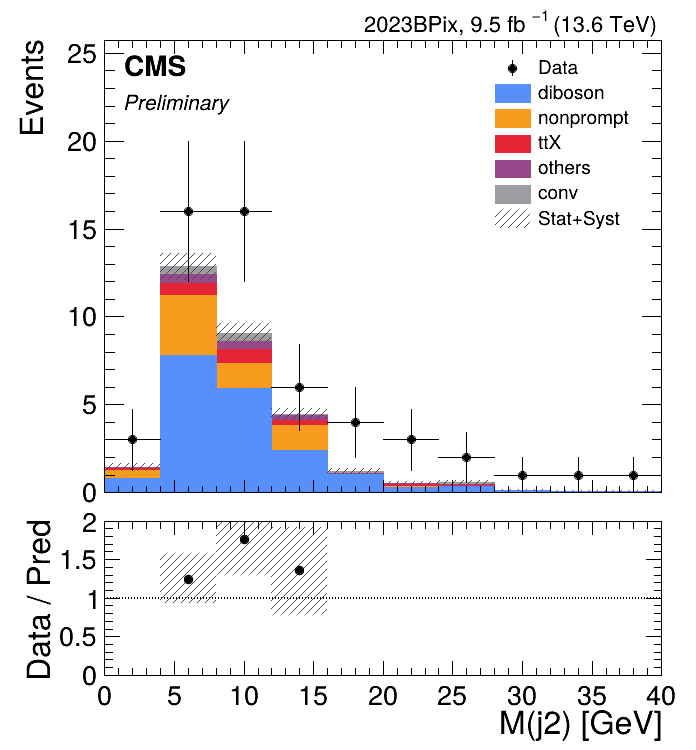 2023BPix, 9.5 fb⁻¹ (13.6 TeV)
CMS
Preliminary
Data
diboson
nonprompt
ttX
others
conv
Stat+Syst
Events
25
20
15
10
5
0
Data / Pred
2
1.5
1
0.5
0
0 5 10 15 20 25 30 35 40
M(j2) [GeV]